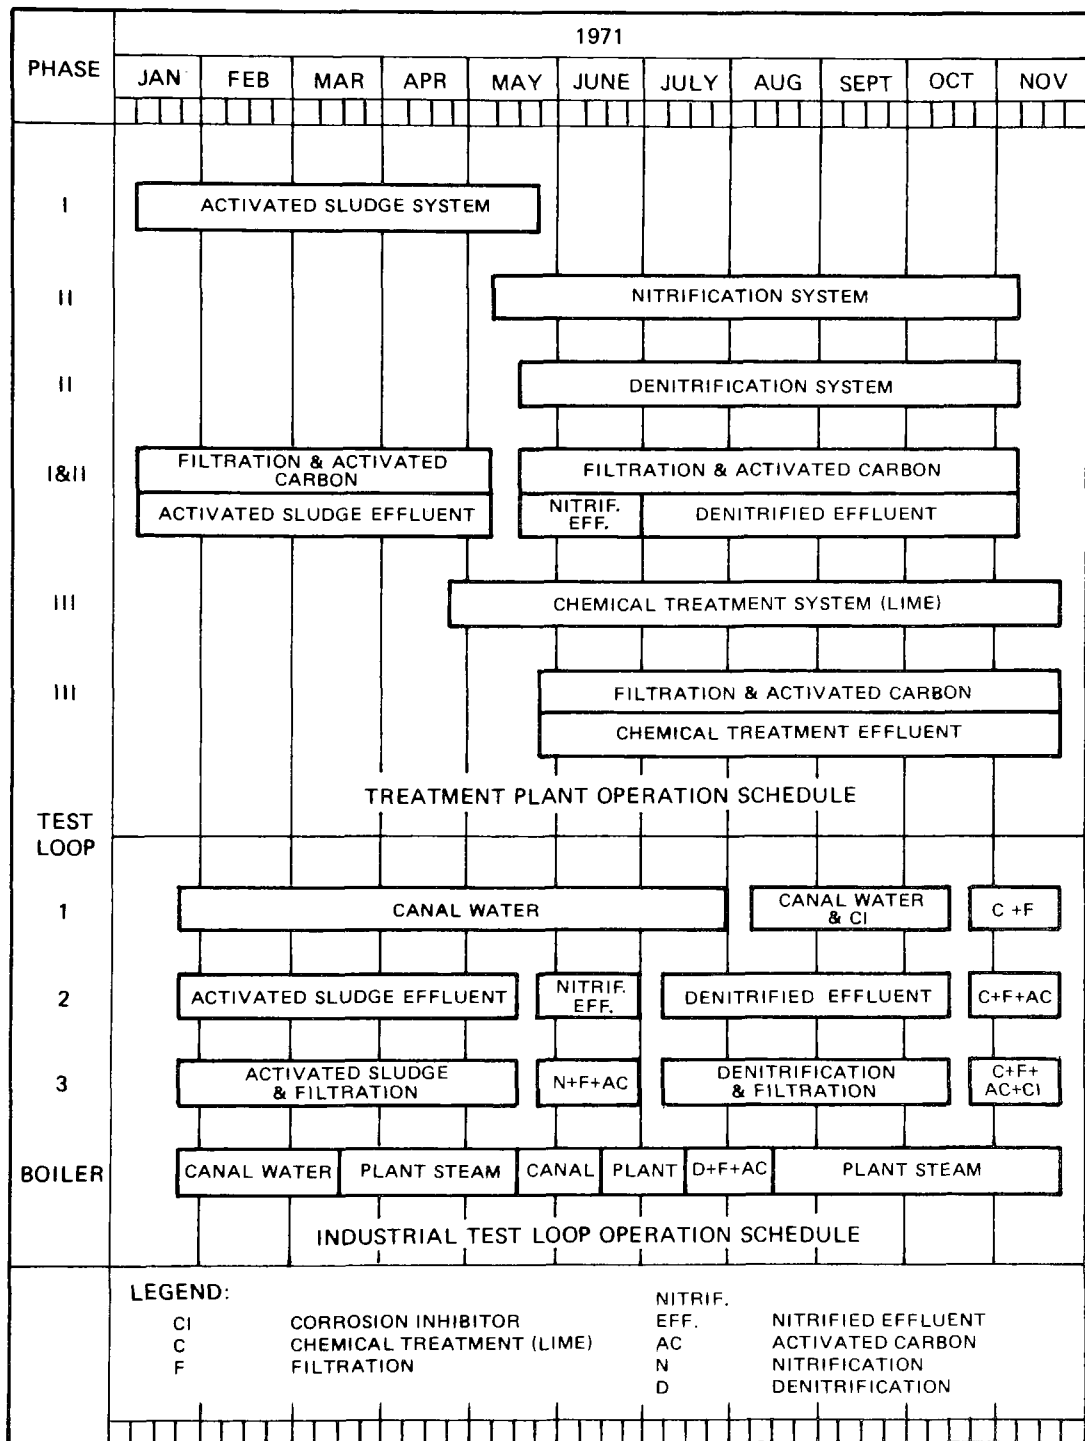 1971
PHASE
JAN FEB MAR APR MAY JUNE JULY AUG SEPT OCT NOV
I ACTIVATED SLUDGE SYSTEM
II NITRIFICATION SYSTEM
II DENITRIFICATION SYSTEM
I&II FILTRATION & ACTIVATED
CARBON
FILTRATION & ACTIVATED CARBON
ACTIVATED SLUDGE EFFLUENT
NITRIF.
EFF.
DENITRIFIED EFFLUENT
III CHEMICAL TREATMENT SYSTEM (LIME)
III FILTRATION & ACTIVATED CARBON
CHEMICAL TREATMENT EFFLUENT
TREATMENT PLANT OPERATION SCHEDULE
TEST
LOOP
1 CANAL WATER
CANAL WATER
& CI
C +F
2 ACTIVATED SLUDGE EFFLUENT
NITRIF.
EFF.
DENITRIFIED EFFLUENT
C+F+AC
3 ACTIVATED SLUDGE
& FILTRATION
N+F+AC
DENITRIFICATION
& FILTRATION
C+F+
AC+CI
BOILER CANAL WATER PLANT STEAM CANAL PLANT D+F+AC PLANT STEAM
INDUSTRIAL TEST LOOP OPERATION SCHEDULE
LEGEND:
CI CORROSION INHIBITOR
C CHEMICAL TREATMENT (LIME)
F FILTRATION
NITRIF.
EFF. NITRIFIED EFFLUENT
AC ACTIVATED CARBON
N NITRIFICATION
D DENITRIFICATION